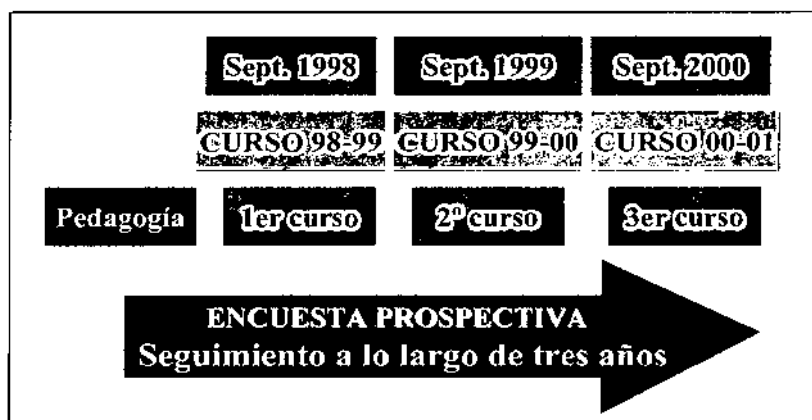 Sept. 1998 Sept. 1999 Sept. 2000
CURSO 98-99 CURSO 99-00 CURSO 00-01
Pedagogía 1er curso 2º curso 3er curso
ENCUESTA PROSPECTIVA
Seguimiento a lo largo de tres años